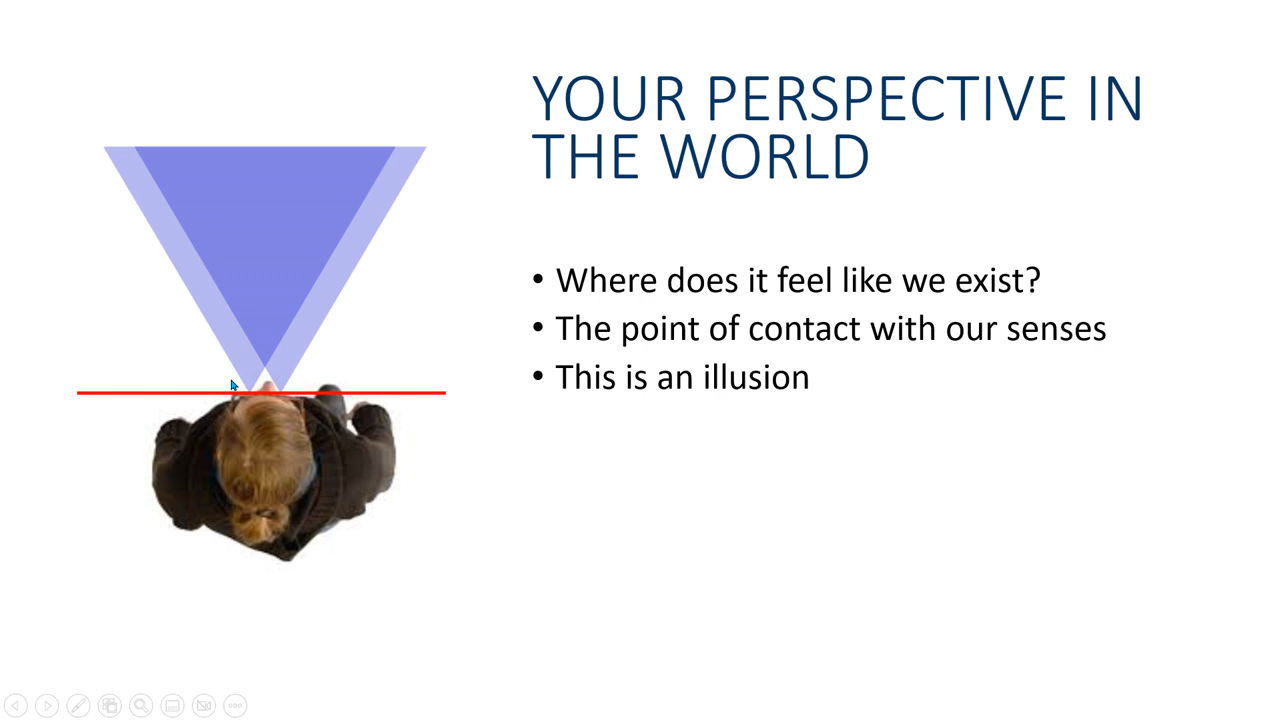 YOUR PERSPECTIVE IN
THE WORLD
• Where does it feel like we exist?
• The point of contact with our senses
• This is an illusion